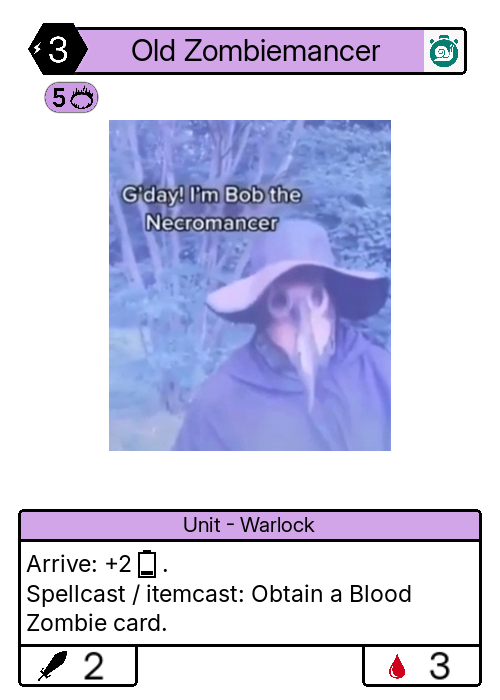 3
Old Zombiemancer
5
G'day! I'm Bob the
Necromancer
Unit - Warlock
Arrive: +2 .
Spellcast / itemcast: Obtain a Blood
Zombie card.
2
3